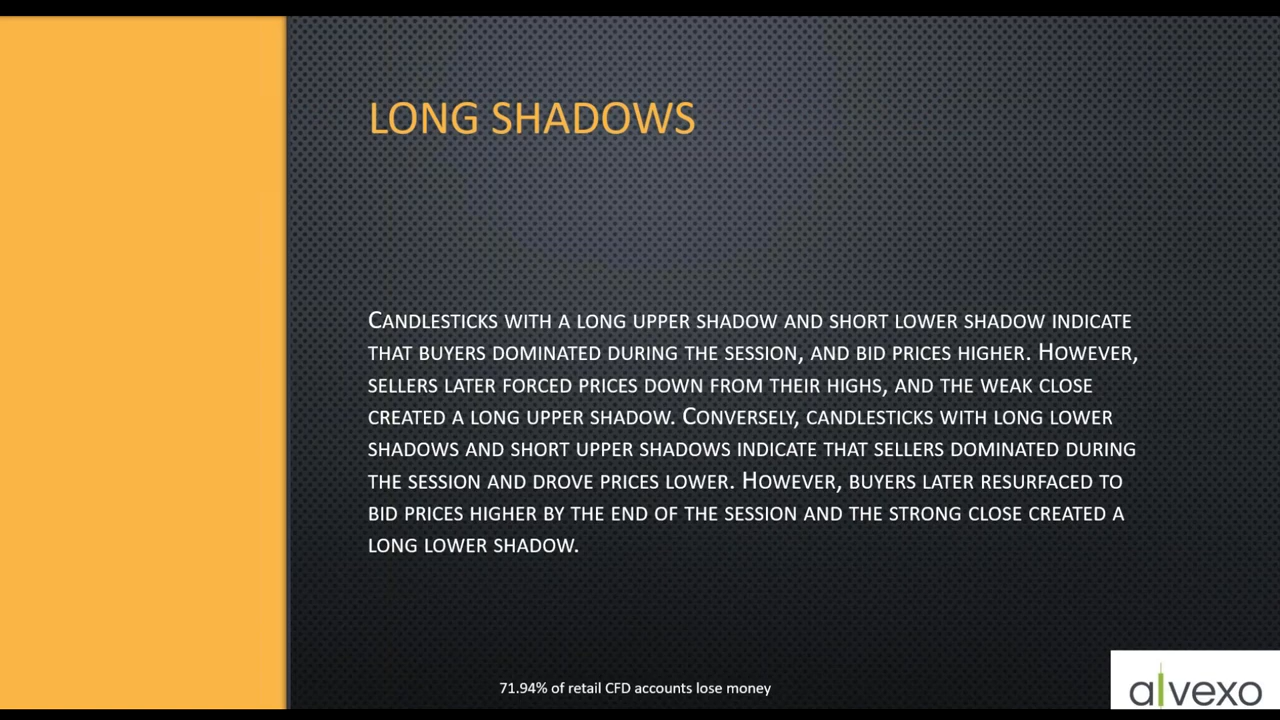 LONG SHADOWS
CANDLESTICKS WITH A LONG UPPER SHADOW AND SHORT LOWER SHADOW INDICATE
THAT BUYERS DOMINATED DURING THE SESSION, AND BID PRICES HIGHER. HOWEVER,
SELLERS LATER FORCED PRICES DOWN FROM THEIR HIGHS, AND THE WEAK CLOSE
CREATED A LONG UPPER SHADOW. CONVERSELY, CANDLESTICKS WITH LONG LOWER
SHADOWS AND SHORT UPPER SHADOWS INDICATE THAT SELLERS DOMINATED DURING
THE SESSION AND DROVE PRICES LOWER. HOWEVER, BUYERS LATER RESURFACED TO
BID PRICES HIGHER BY THE END OF THE SESSION AND THE STRONG CLOSE CREATED A
LONG LOWER SHADOW.
71.94% of retail CFD accounts lose money
alvexo